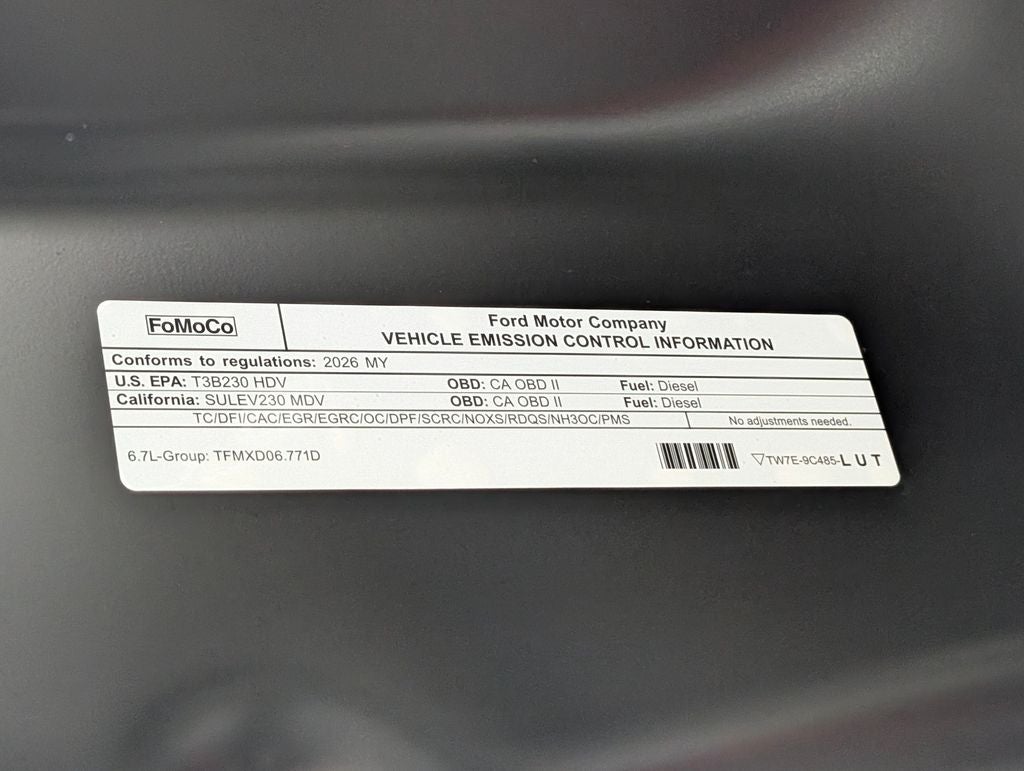 FoMoCo
Ford Motor Company
VEHICLE EMISSION CONTROL INFORMATION
Conforms to regulations: 2026 MY
U.S. EPA: T3B230 HDV OBD: CA OBD II Fuel: Diesel
California: SULEV230 MDV OBD: CA OBD II Fuel: Diesel
TC/DFI/CAC/EGR/EGRC/OC/DPF/SCRC/NOXS/RDQS/NH3OC/PMS No adjustments needed.
6.7L-Group: TFMXD06.771D ▽TW7E-9C485-L U T